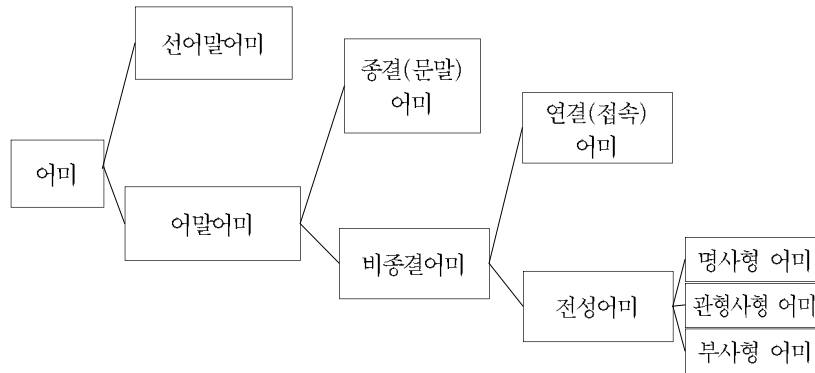 선어말어미
종결(문말)
어미
연결(접속)
어미
어미
어말어미
비종결어미
명사형 어미
전성어미
관형사형 어미
부사형 어미